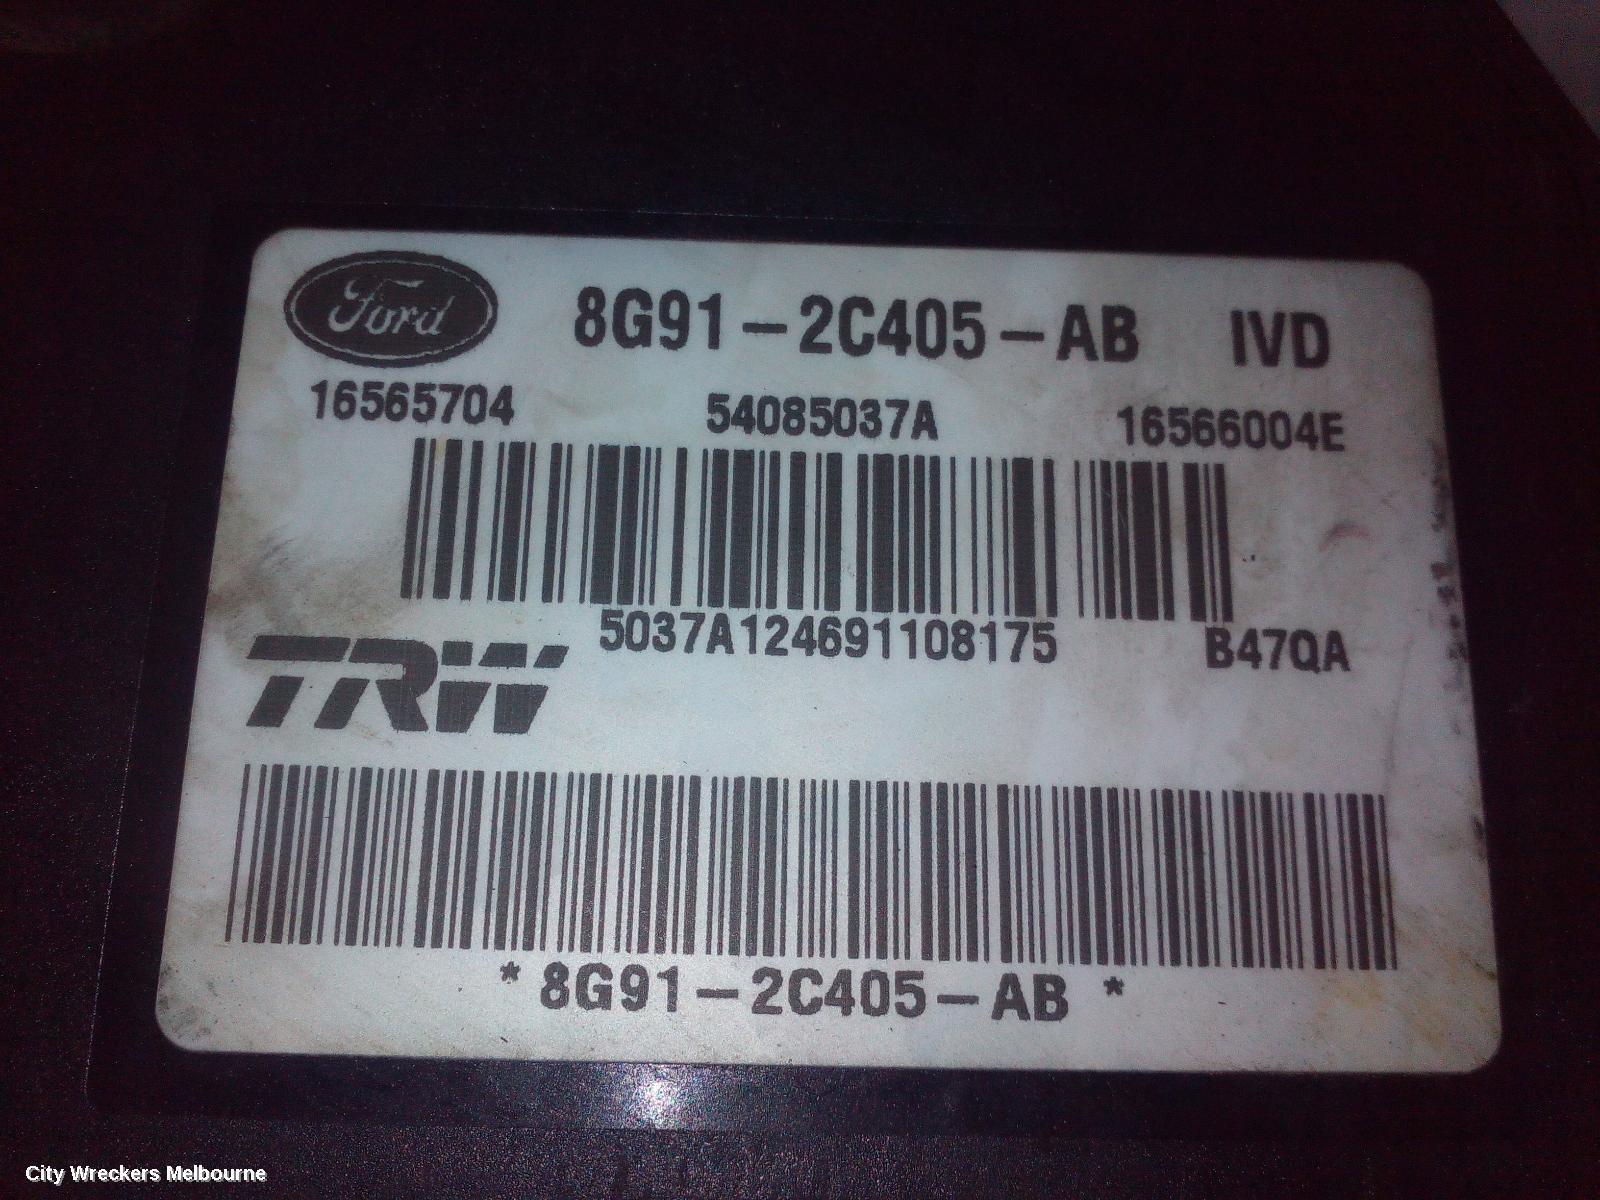 Ford 8G91-2C405-AB IVD
16565704 54085037A 16566004E
5037A124691108175 B47QA
TRW
*8G91-2C405-AB*
City Wreckers Melbourne